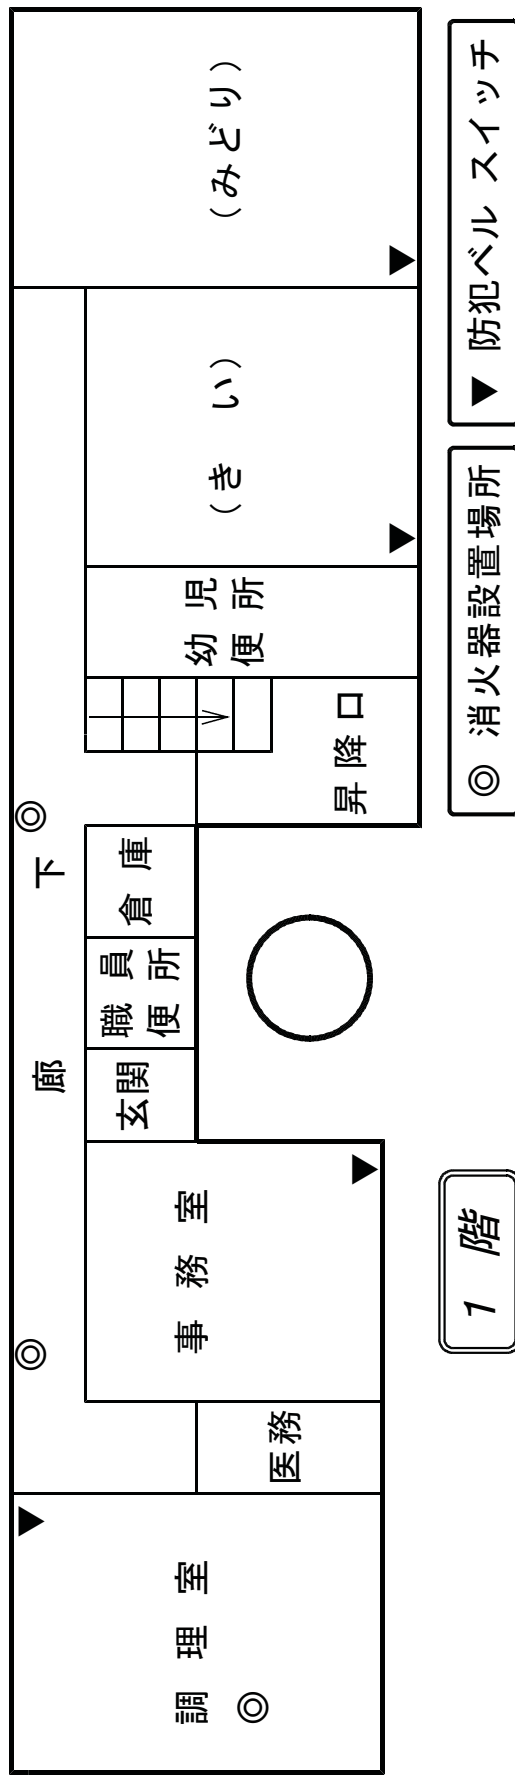 調理室
◎
▼
医務
事務室
▼
◎
廊下
◎
玄関
職員
便所
倉庫
昇降口
幼児
便所
（きい）
▼
（みどり）
▼
1 階
◎ 消火器設置場所
▼ 防犯ベル スイッチ